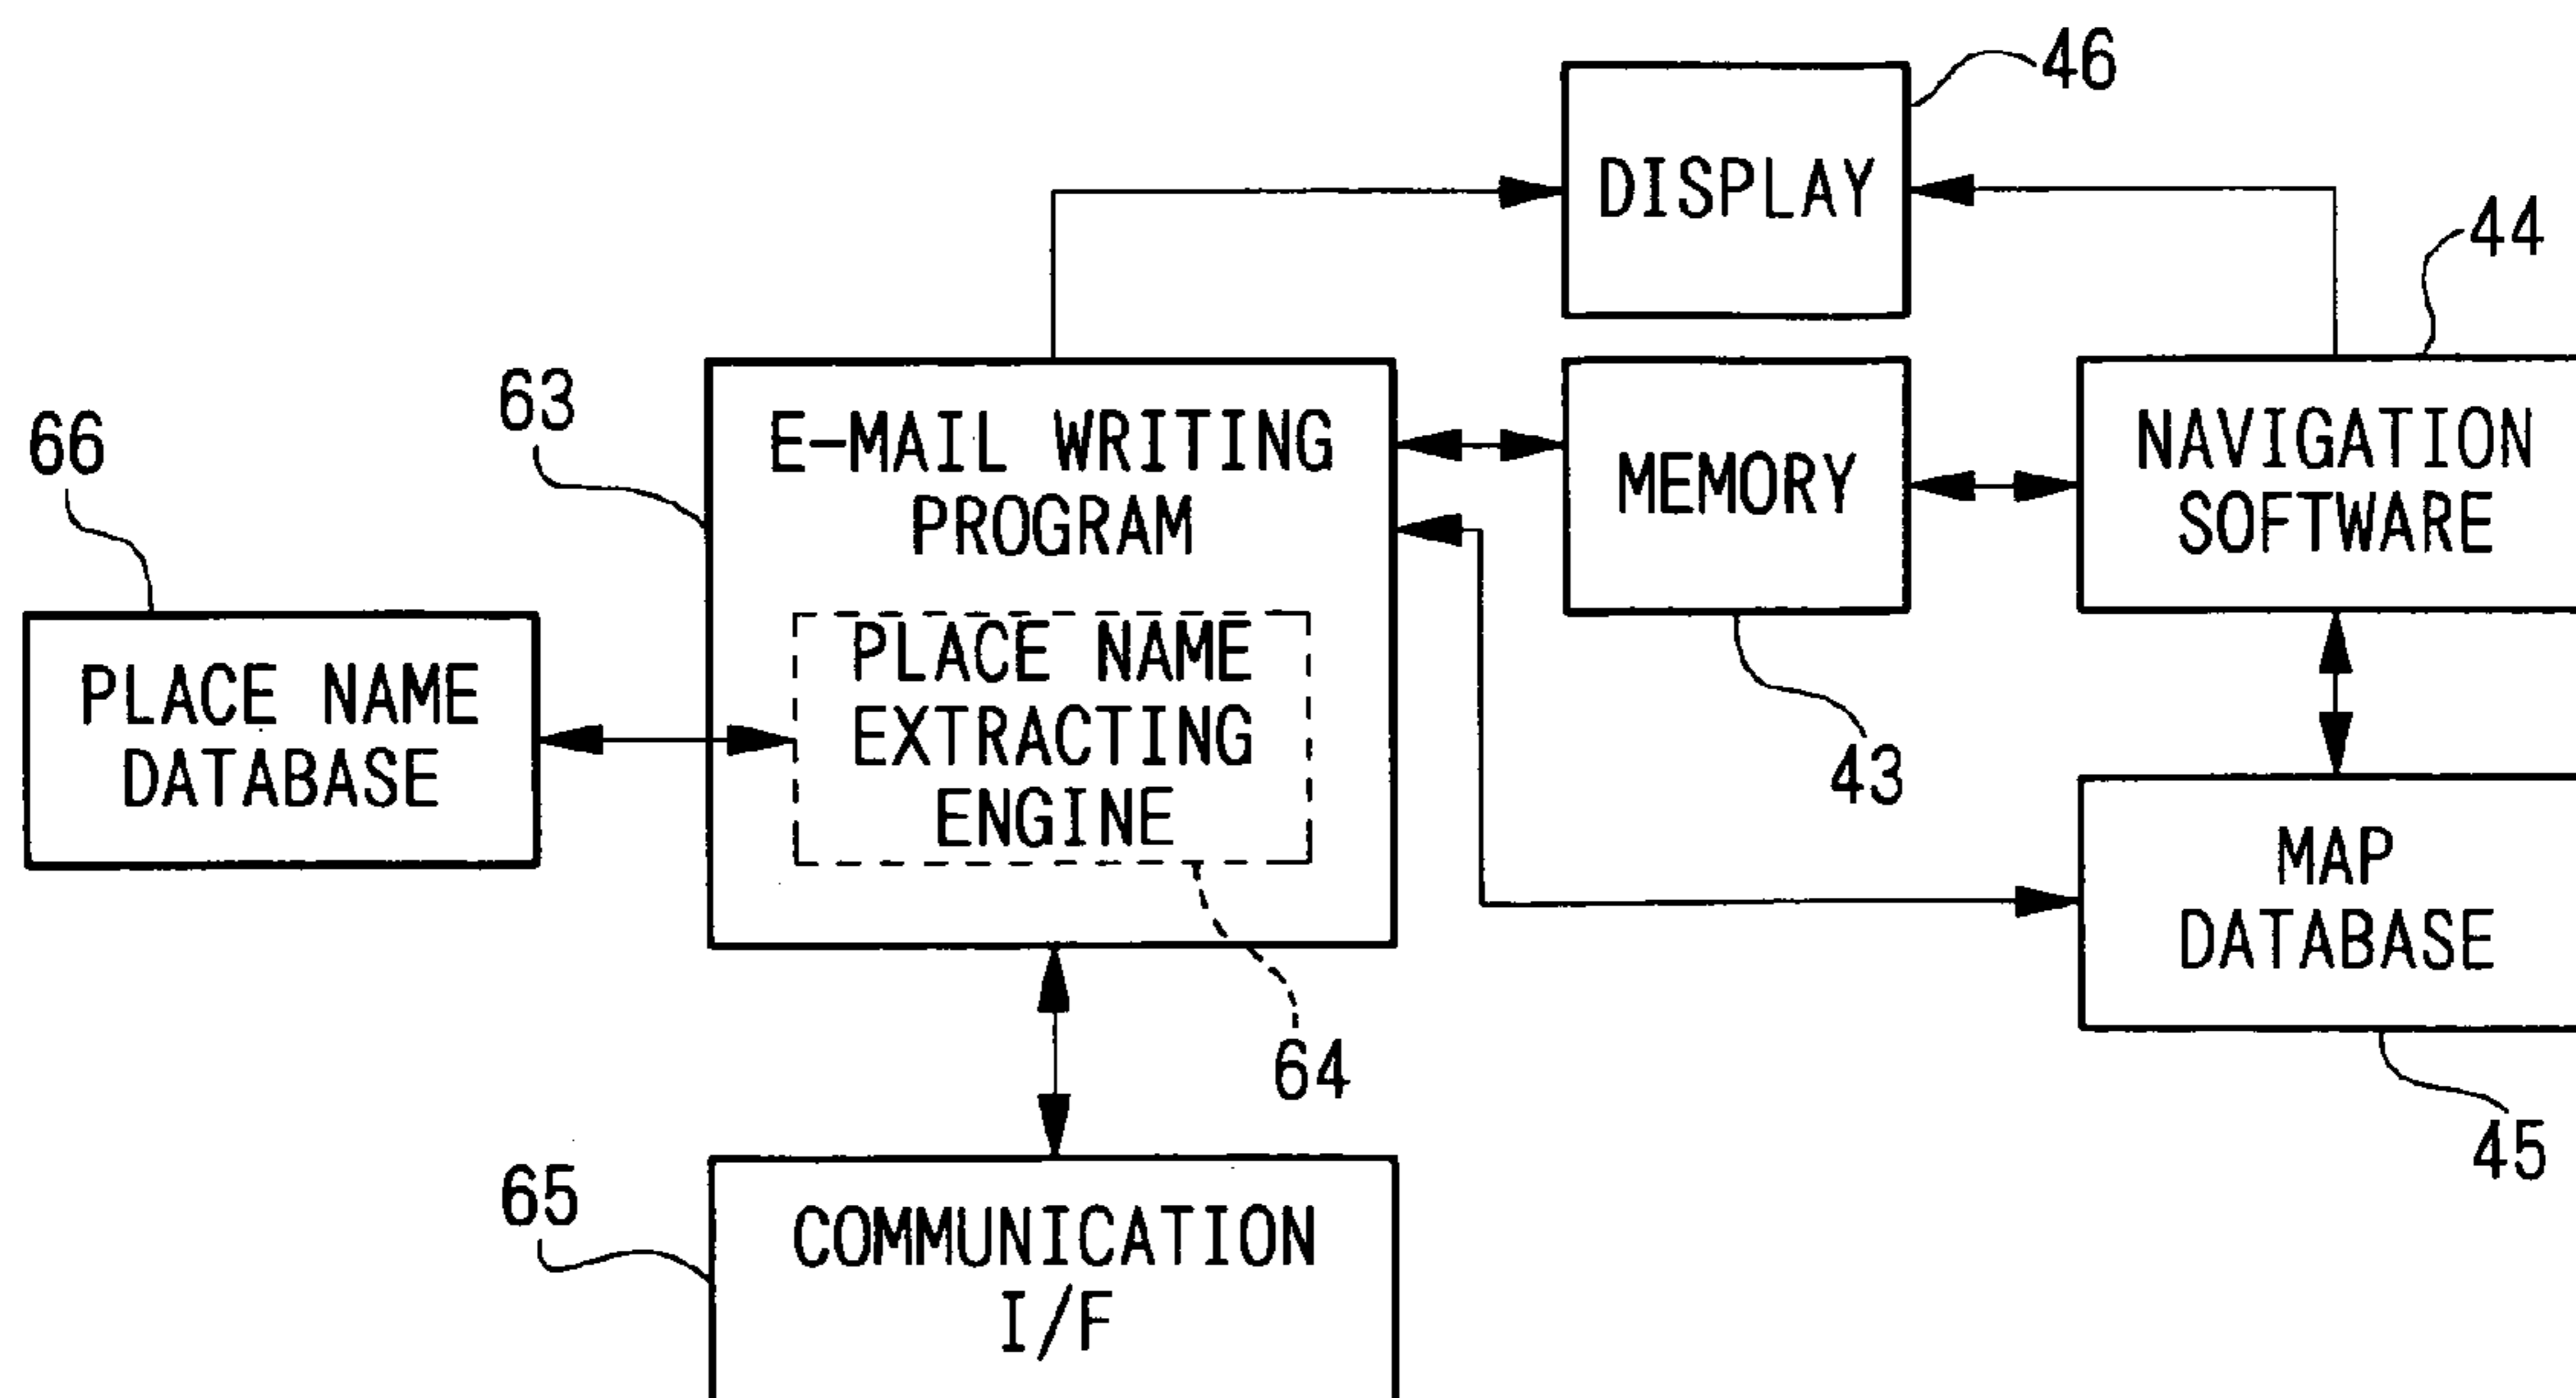 46
DISPLAY
44
63
E-MAIL WRITING
PROGRAM
MEMORY
NAVIGATION
SOFTWARE
66
PLACE NAME
DATABASE
PLACE NAME
EXTRACTING
ENGINE
43
MAP
DATABASE
64
45
65
COMMUNICATION
I/F